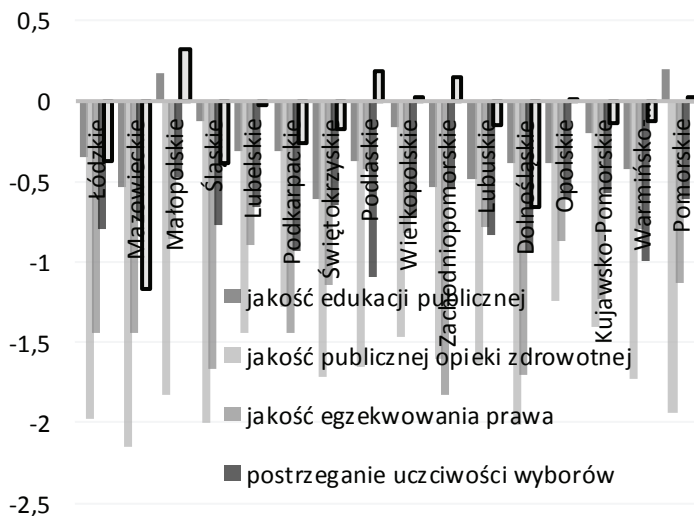 0,5
0
-0,5
-1
-1,5
-2
-2,5
Łódzkie
Mazowieckie
Małopolskie
Śląskie
Lubelskie
Podkarpackie
Świętokrzyskie
Podlaskie
Wielkopolskie
Zachodniopomorskie
Lubuskie
Dolnośląskie
Opolskie
Kujawsko-Pomorskie
Warmińsko-
Pomorskie
jakość edukacji publicznej
jakość publicznej opieki zdrowotnej
jakość egzekwowania prawa
postrzeganie uczciwości wyborów